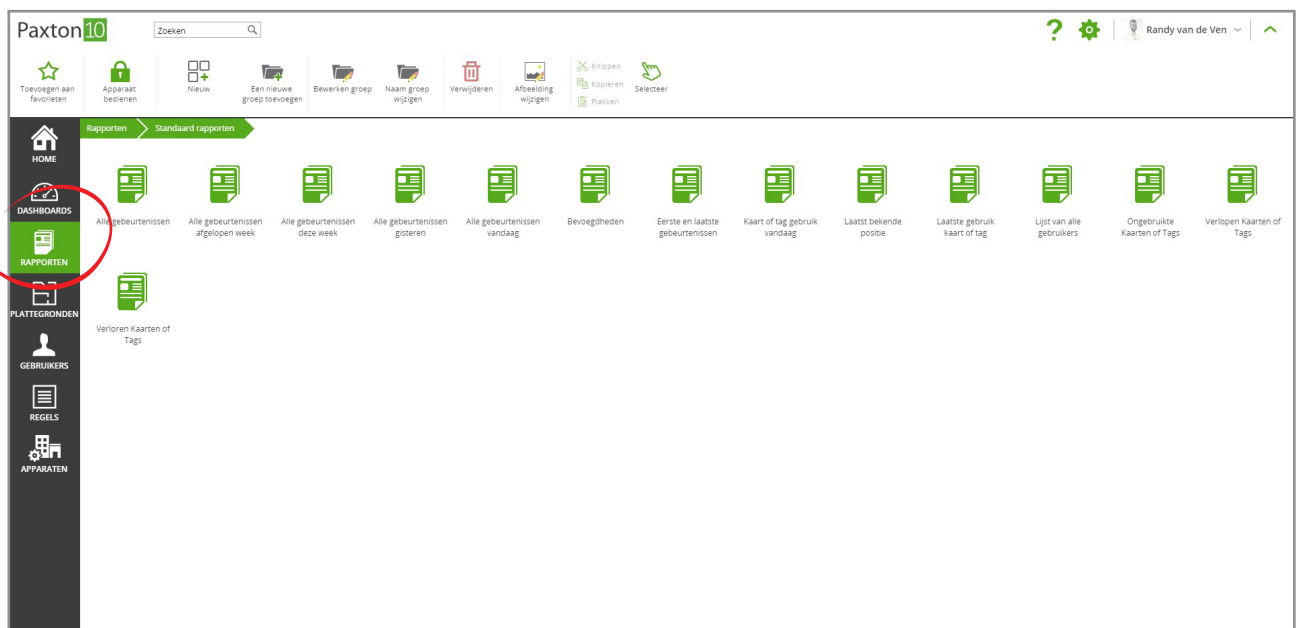 Paxton10
Zoeken
?
Randy van de Ven
Toevoegen aan
favorieten
Apparaat
bedienen
Nieuw
Een nieuwe
groep toevoegen
Bewerken groep
Naam groep
wijzigen
Verwijderen
Afbeelding
wijzigen
Knippen
Kopiëren
Plakken
Selecteer
HOME
DASHBOARDS
RAPPORTEN
PLATTEGRONDEN
GEBRUIKERS
REGELS
APPARATEN
Rapporten
Standaard rapporten
Alle gebeurtenissen
Alle gebeurtenissen
afgelopen week
Alle gebeurtenissen
deze week
Alle gebeurtenissen
gisteren
Alle gebeurtenissen
vandaag
Bevoegdheden
Eerste en laatste
gebeurtenissen
Kaart of tag gebruik
vandaag
Laatst bekende
positie
Laatste gebruik
kaart of tag
Lijst van alle
gebruikers
Ongebruikte
Kaarten of Tags
Verlopen Kaarten of
Tags
Verloren Kaarten of
Tags